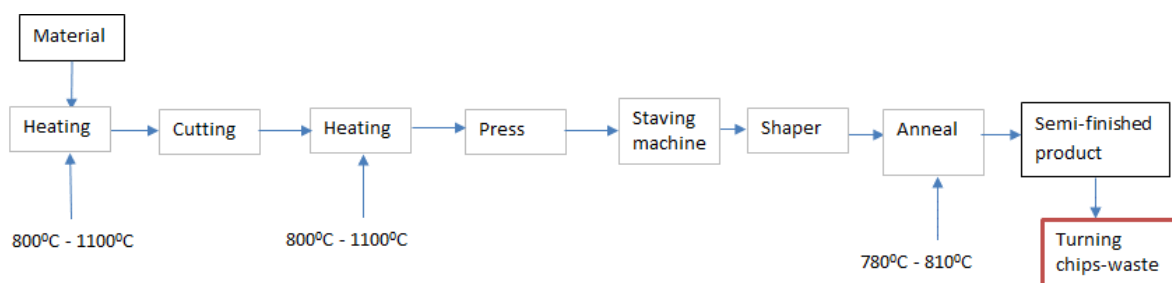 Material
Heating
Cutting
Heating
Press
Staving
machine
Shaper
Anneal
Semi-finished
product
800⁰C - 1100⁰C
800⁰C - 1100⁰C
780⁰C - 810⁰C
Turning
chips-waste